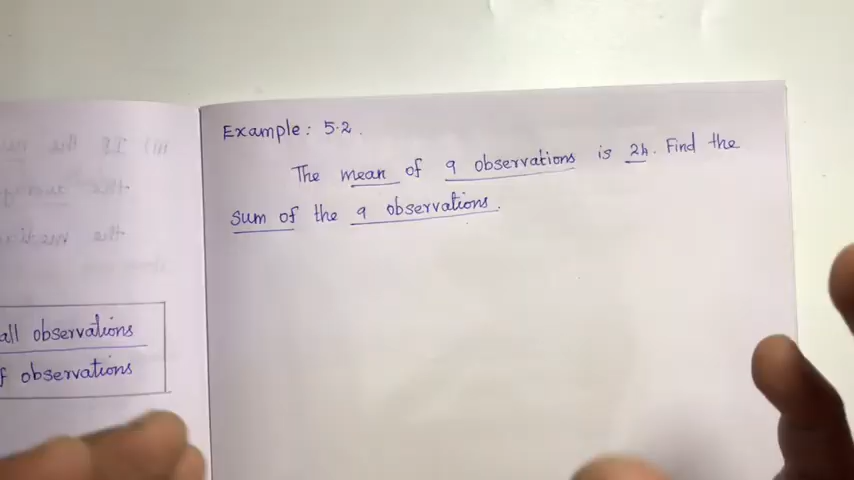 Example: 5.2.
The mean of 9 observations is 24. Find the
sum of the 9 observations.
all observations
f observations